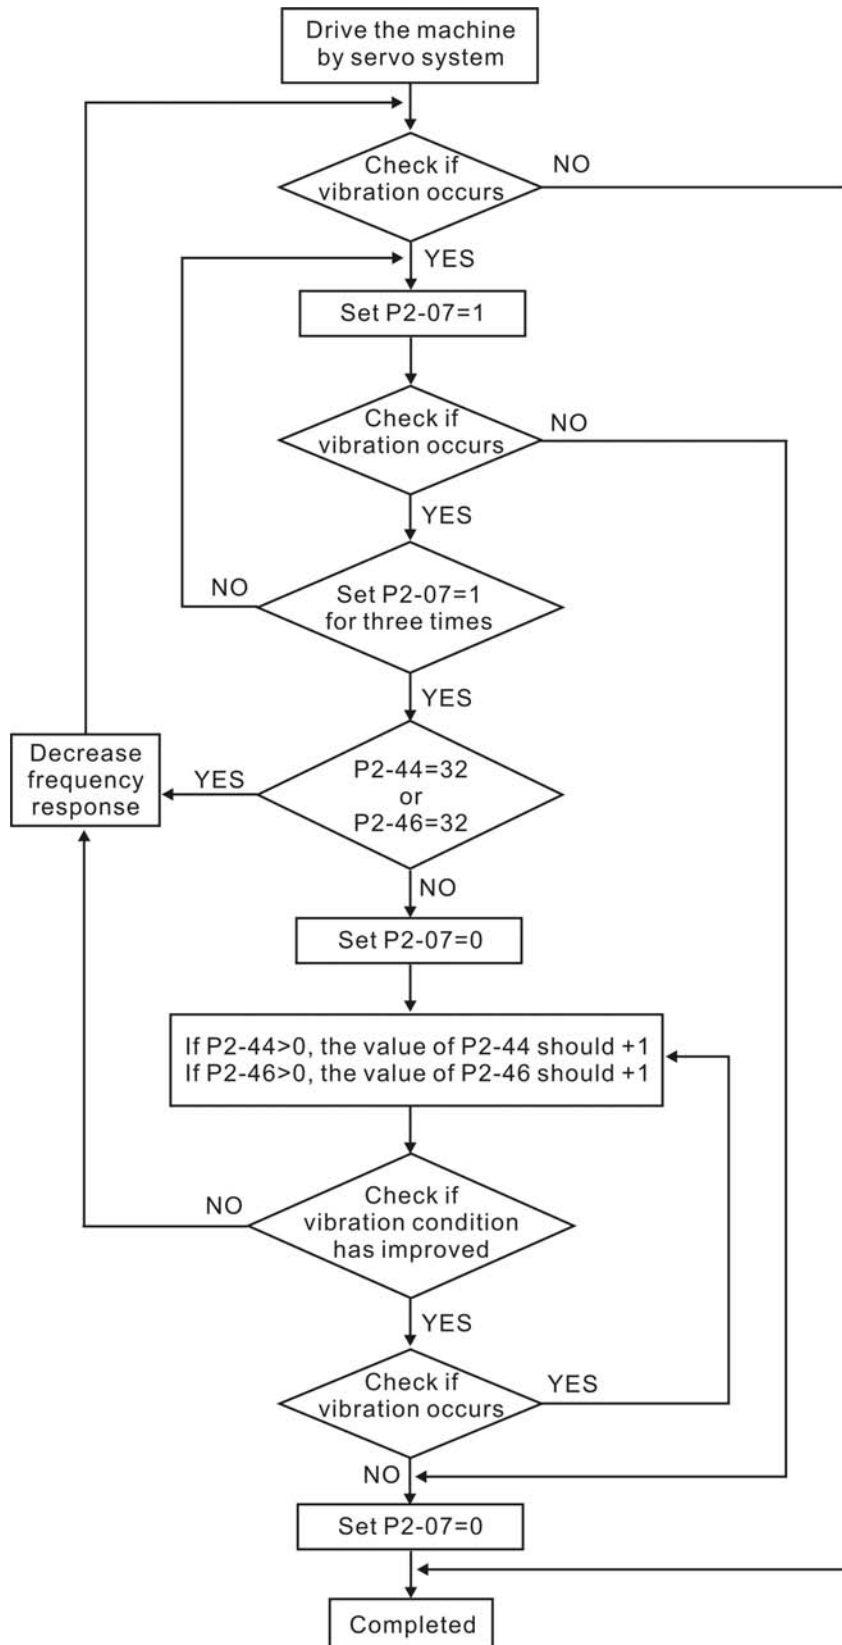 Drive the machine
by servo system
Check if
vibration occurs
NO
YES
Set P2-07=1
Check if
vibration occurs
NO
YES
NO
Set P2-07=1
for three times
YES
Decrease
frequency
response
YES
P2-44=32
or
P2-46=32
NO
Set P2-07=0
If P2-44>0, the value of P2-44 should +1
If P2-46>0, the value of P2-46 should +1
NO
Check if
vibration condition
has improved
YES
Check if
vibration occurs
YES
NO
Set P2-07=0
Completed